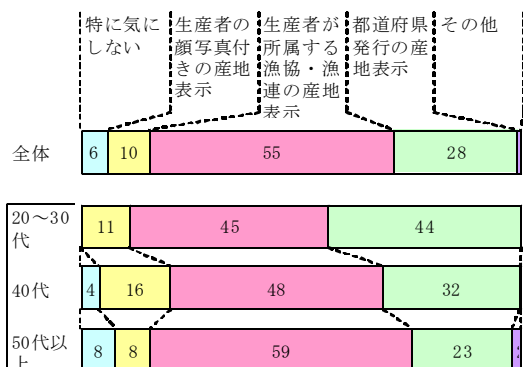 特に気に
しない
生産者の
顔写真付
きの産地
表示
生産者が
所属する
漁協・漁
連の産地
表示
都道府県
発行の産
地表示
その他
全体
6
10
55
28
20～30
代
11
45
44
40代
4
16
48
32
50代以
上
8
8
59
23